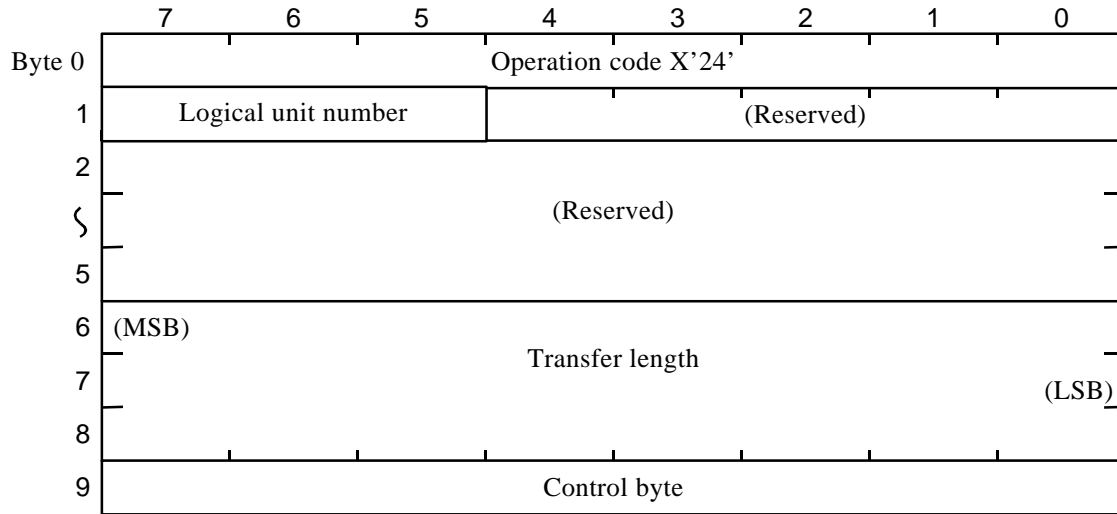 7 6 5 4 3 2 1 0
Byte 0 Operation code X’24’
1 Logical unit number (Reserved)
2
(Reserved)
5
6 (MSB)
Transfer length
7 (LSB)
8
9 Control byte